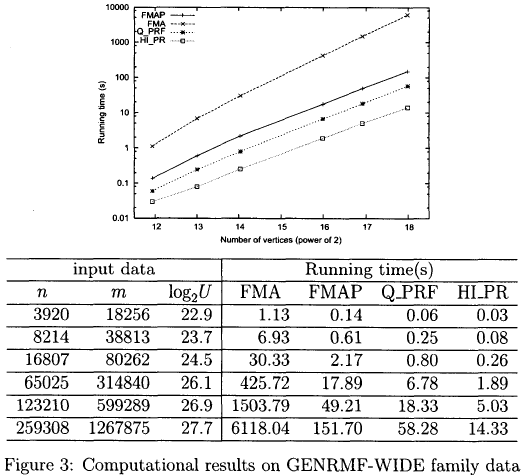 10000
1000
100
10
1
0.1
0.01
Running time (s)
FMAP
FMA
Q_PRF
HI_PR
12 13 14 15 16 17 18
Number of vertices (power of 2)
input data Running time(s)
n m log₂U FMA FMAP Q_PRF HI_PR
3920 18256 22.9 1.13 0.14 0.06 0.03
8214 38813 23.7 6.93 0.61 0.25 0.08
16807 80262 24.5 30.33 2.17 0.80 0.26
65025 314840 26.1 425.72 17.89 6.78 1.89
123210 599289 26.9 1503.79 49.21 18.33 5.03
259308 1267875 27.7 6118.04 151.70 58.28 14.33
Figure 3: Computational results on GENRMF-WIDE family data